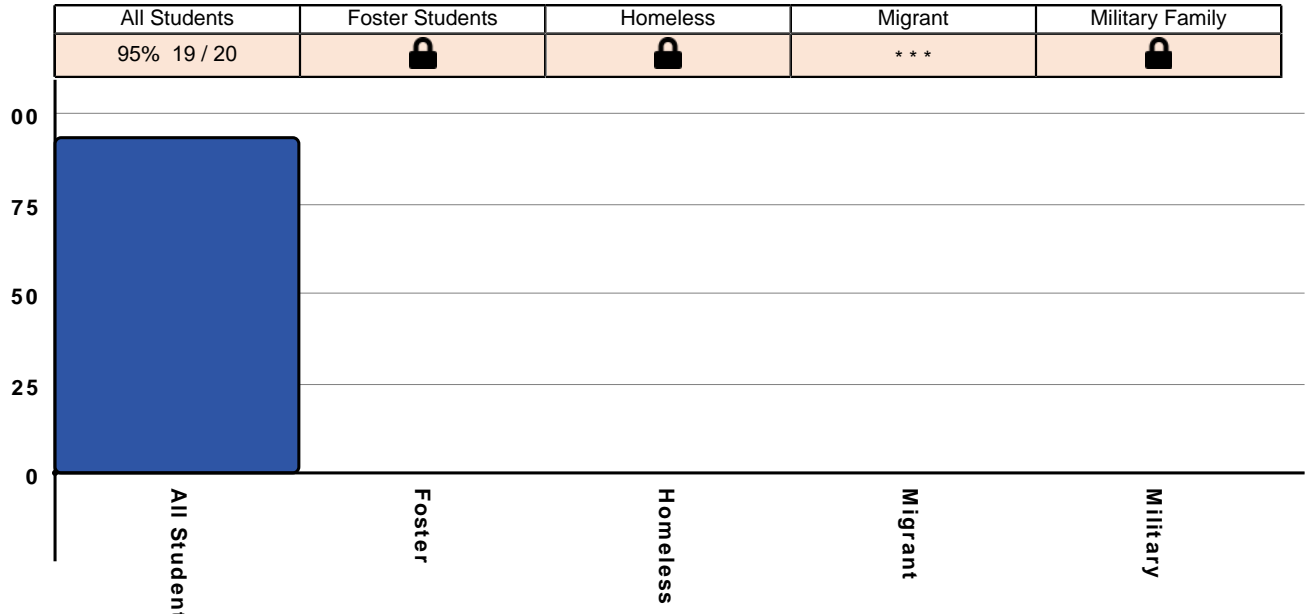 All Students Foster Students Homeless Migrant Military Family
95% 19 / 20 * * *
00
75
50
25
0
All Student
Foster
Homeless
Migrant
Military